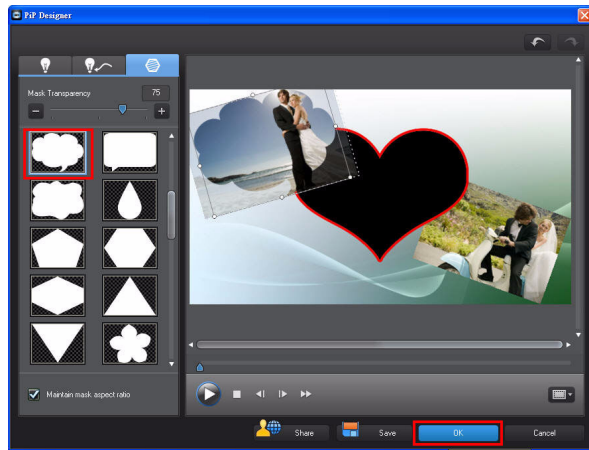 PiP Designer
Mask Transparency
75
Maintain mask aspect ratio
Share
Save
OK
Cancel